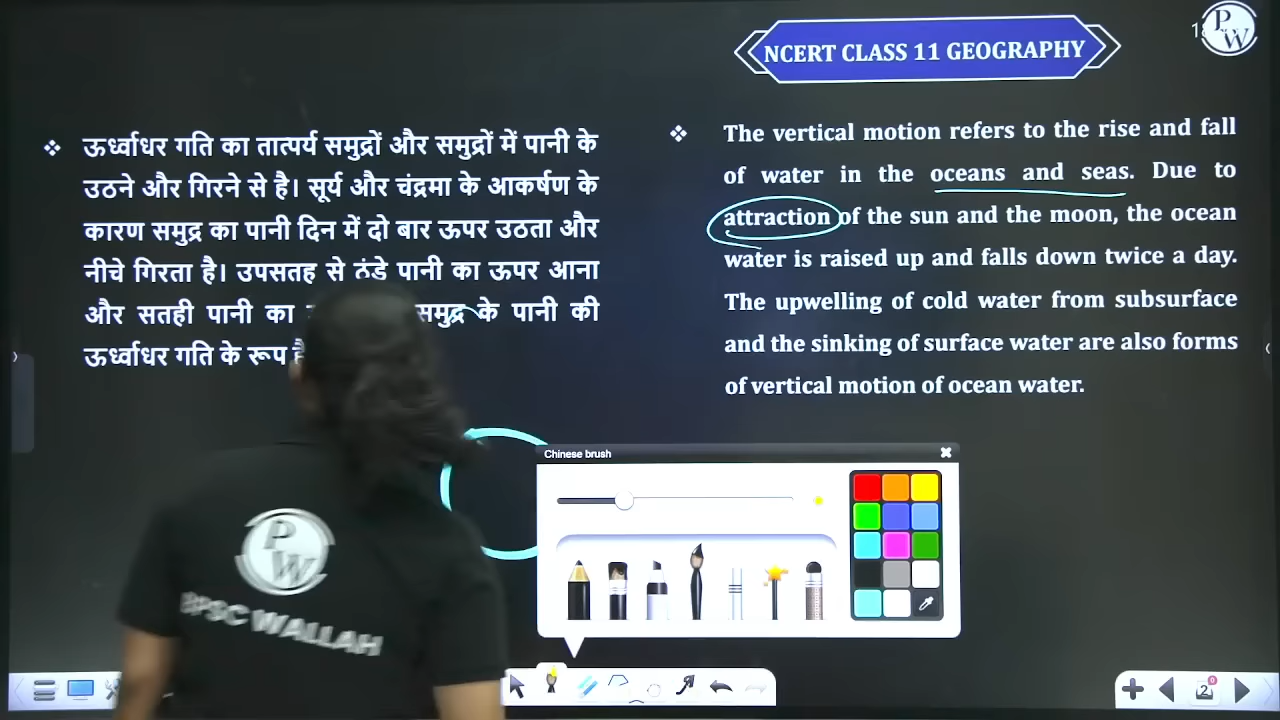 NCERT CLASS 11 GEOGRAPHY
PW
ऊर्ध्वाधर गति का तात्पर्य समुद्रों और समुद्रों में पानी के
उठने और गिरने से है। सूर्य और चंद्रमा के आकर्षण के
कारण समुद्र का पानी दिन में दो बार ऊपर उठता और
नीचे गिरता है। उपसतह से ठंडे पानी का ऊपर आना
और सतही पानी का समुद्र के पानी की
ऊर्ध्वाधर गति के रूप
The vertical motion refers to the rise and fall
of water in the oceans and seas. Due to
attraction of the sun and the moon, the ocean
water is raised up and falls down twice a day.
The upwelling of cold water from subsurface
and the sinking of surface water are also forms
of vertical motion of ocean water.
Chinese brush
PW
WALLAH
2
0